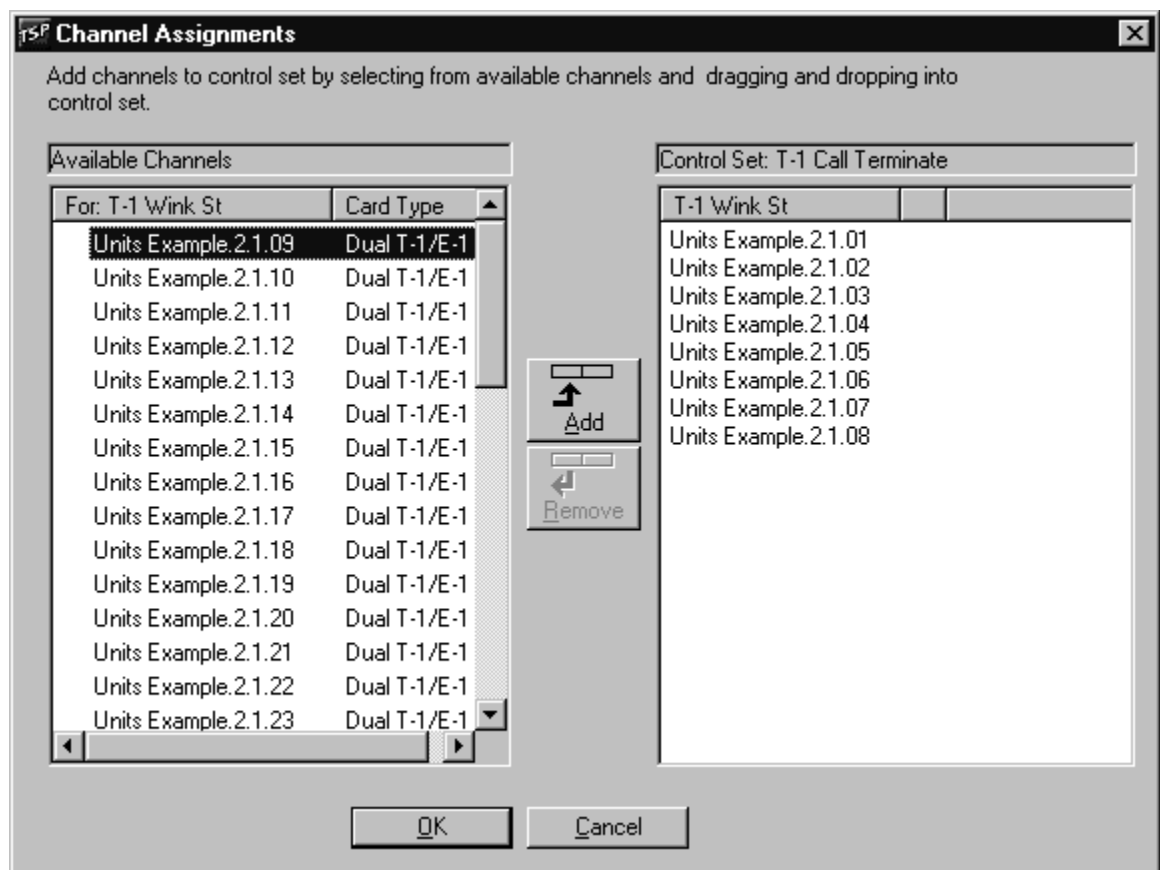 TSP Channel Assignments
Add channels to control set by selecting from available channels and dragging and dropping into
control set.
Available Channels
For: T-1 Wink St Card Type
Units Example.2.1.09 Dual T-1/E-1
Units Example.2.1.10 Dual T-1/E-1
Units Example.2.1.11 Dual T-1/E-1
Units Example.2.1.12 Dual T-1/E-1
Units Example.2.1.13 Dual T-1/E-1
Units Example.2.1.14 Dual T-1/E-1
Units Example.2.1.15 Dual T-1/E-1
Units Example.2.1.16 Dual T-1/E-1
Units Example.2.1.17 Dual T-1/E-1
Units Example.2.1.18 Dual T-1/E-1
Units Example.2.1.19 Dual T-1/E-1
Units Example.2.1.20 Dual T-1/E-1
Units Example.2.1.21 Dual T-1/E-1
Units Example.2.1.22 Dual T-1/E-1
Units Example.2.1.23 Dual T-1/E-1
Add
Remove
Control Set: T-1 Call Terminate
T-1 Wink St
Units Example.2.1.01
Units Example.2.1.02
Units Example.2.1.03
Units Example.2.1.04
Units Example.2.1.05
Units Example.2.1.06
Units Example.2.1.07
Units Example.2.1.08
OK
Cancel